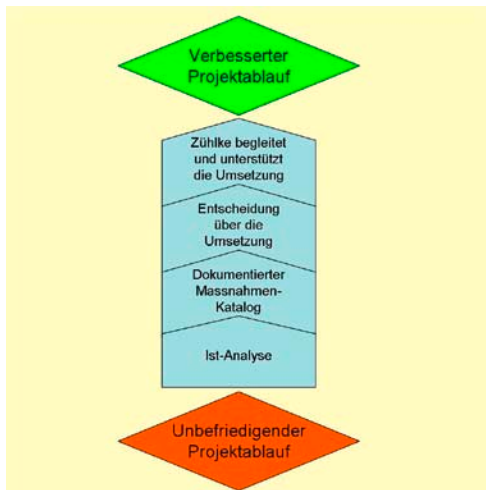 Verbesserter
Projektablauf
Zühlke begleitet
und unterstützt
die Umsetzung
Entscheidung
über die
Umsetzung
Dokumentierter
Massnahmen-
Katalog
Ist-Analyse
Unbefriedigender
Projektablauf